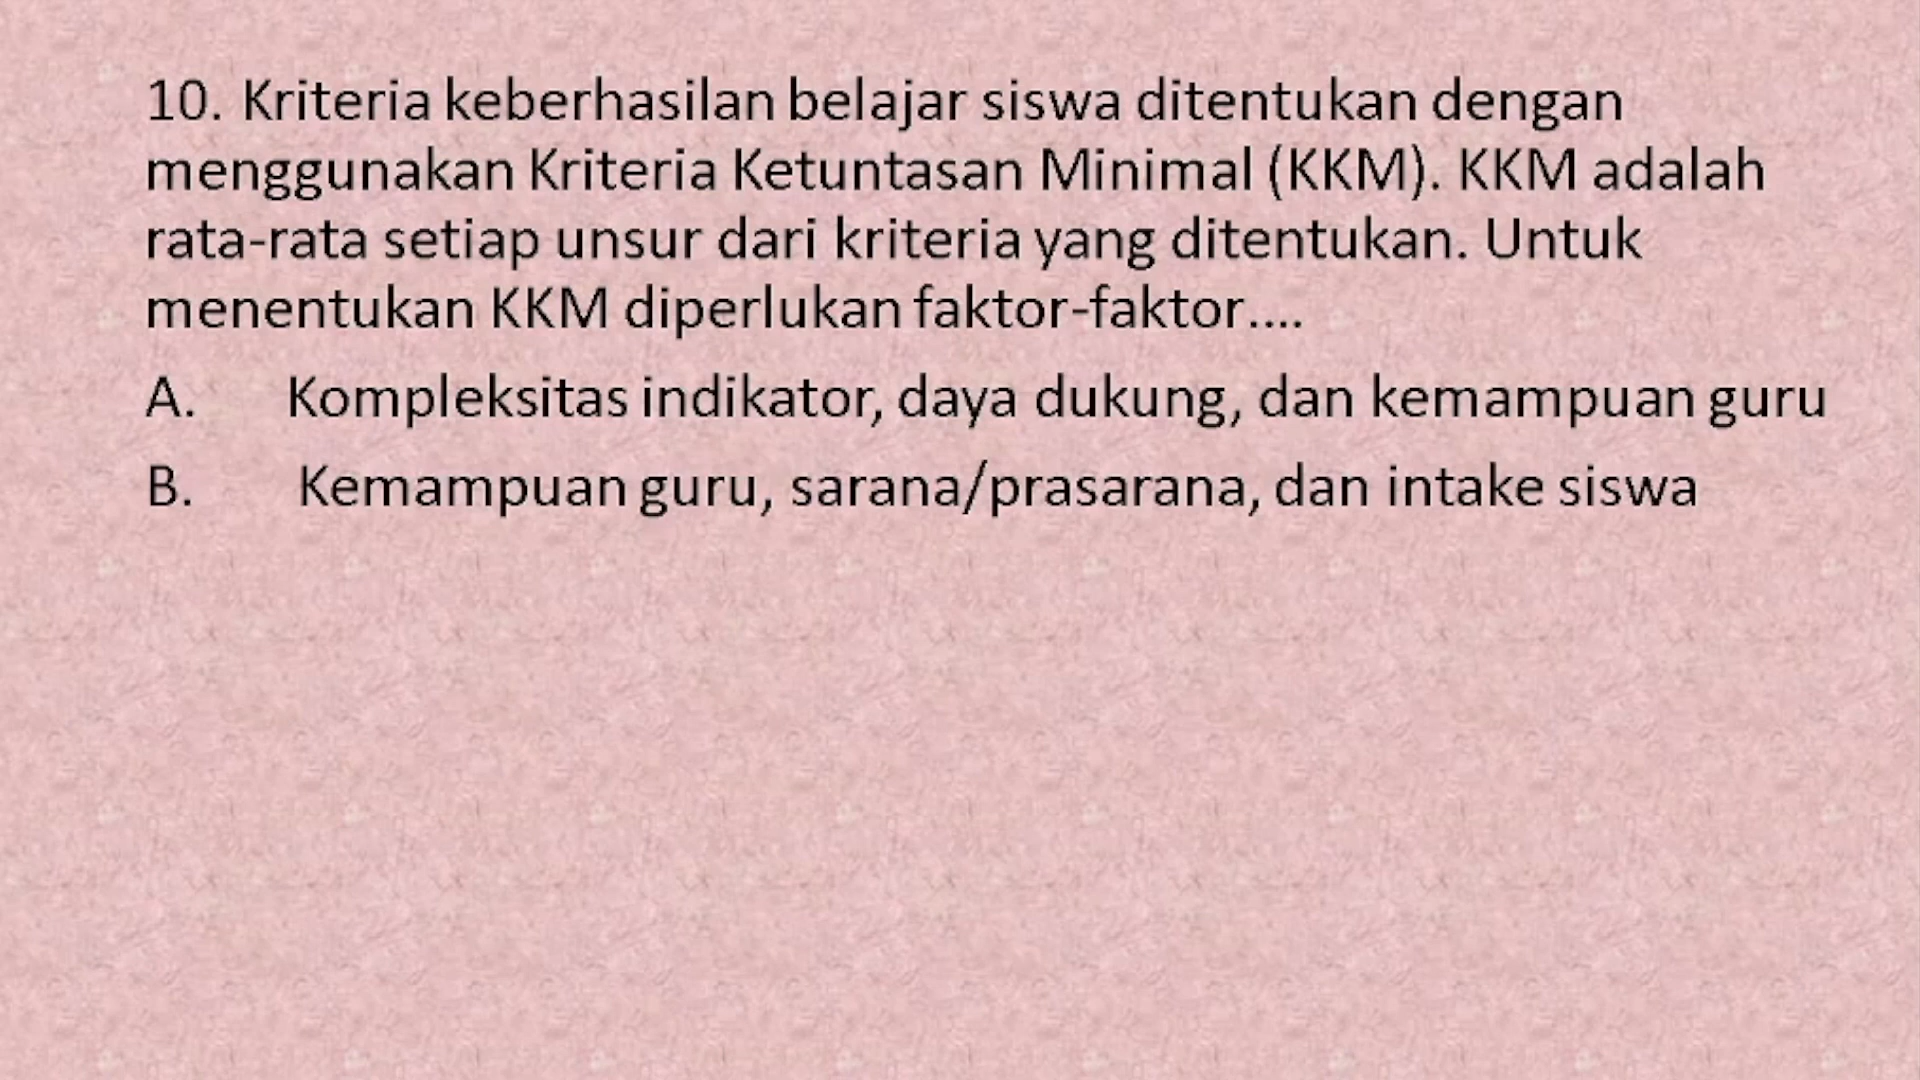 10. Kriteria keberhasilan belajar siswa ditentukan dengan
menggunakan Kriteria Ketuntasan Minimal (KKM). KKM adalah
rata-rata setiap unsur dari kriteria yang ditentukan. Untuk
menentukan KKM diperlukan faktor-faktor....
A. Kompleksitas indikator, daya dukung, dan kemampuan guru
B. Kemampuan guru, sarana/prasarana, dan intake siswa